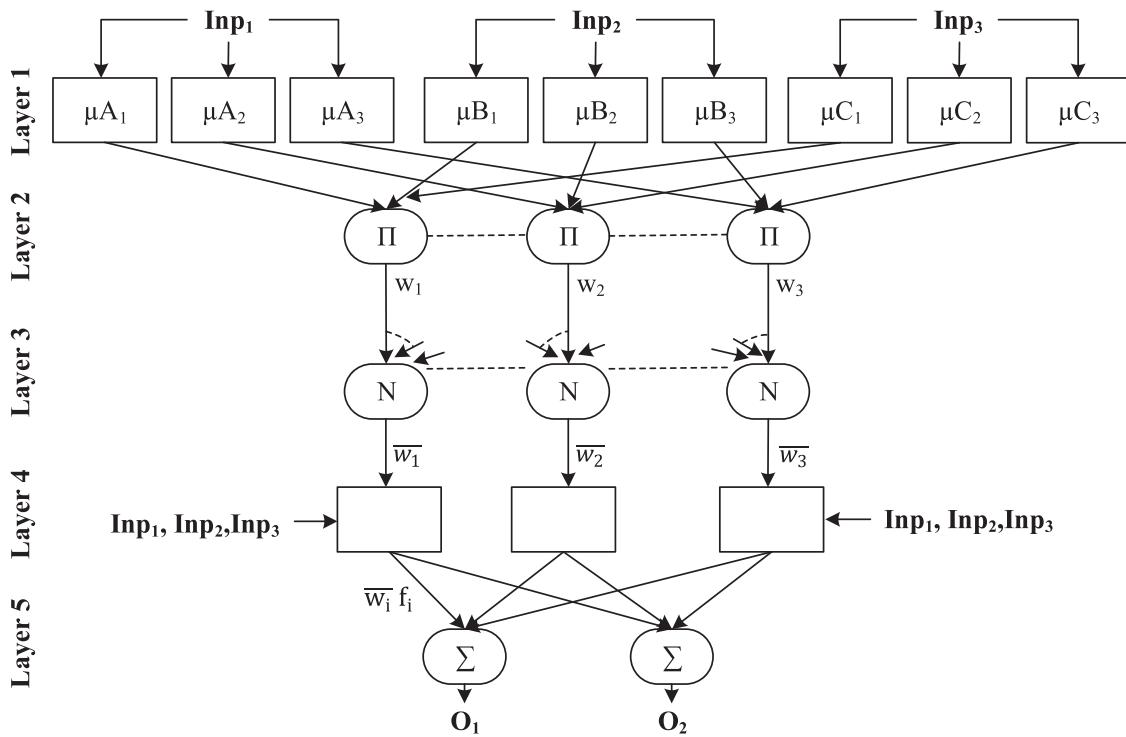 Inp₁ Inp₂ Inp₃
Layer 1
μA₁ μA₂ μA₃ μB₁ μB₂ μB₃ μC₁ μC₂ μC₃
Layer 2
Π Π Π
w₁ w₂ w₃
Layer 3
N N N
w̅₁ w̅₂ w̅₃
Layer 4
Inp₁, Inp₂,Inp₃ Inp₁, Inp₂,Inp₃
w̅ᵢ fᵢ
Layer 5
Σ Σ
O₁ O₂